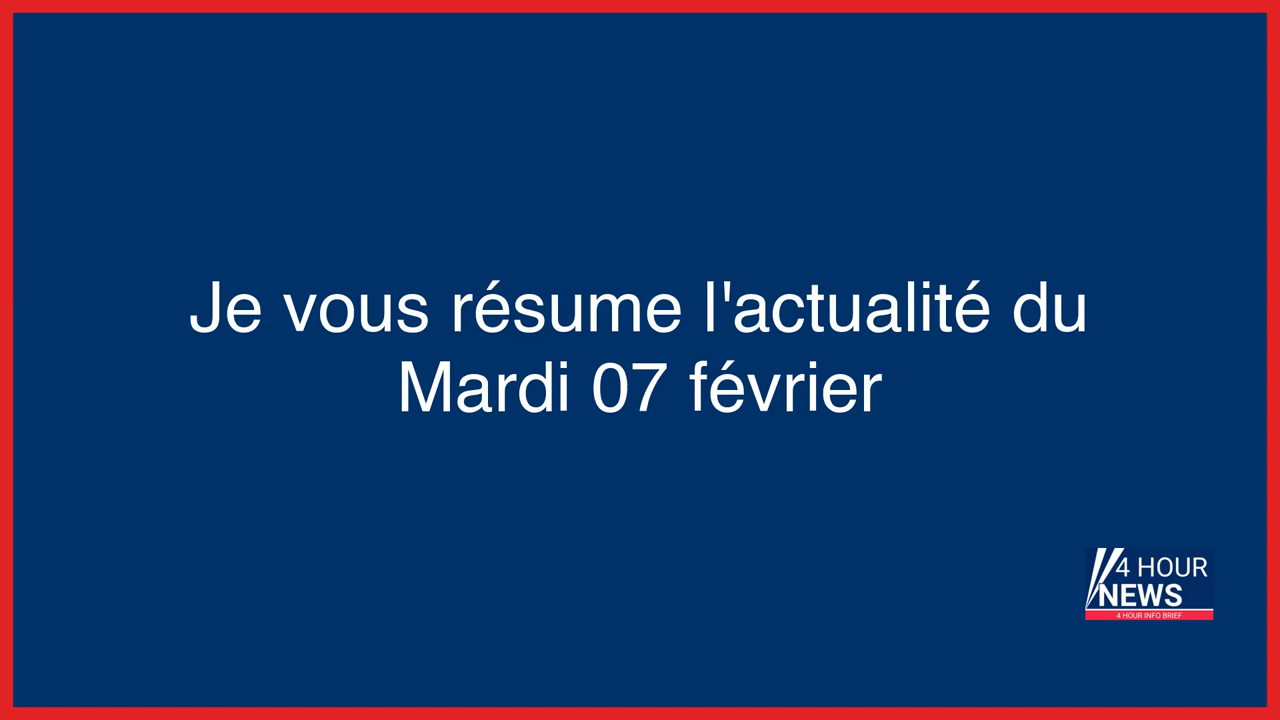 Je vous résume l'actualité du
Mardi 07 février
4 HOUR
NEWS
4 HOUR INFO BRIEF